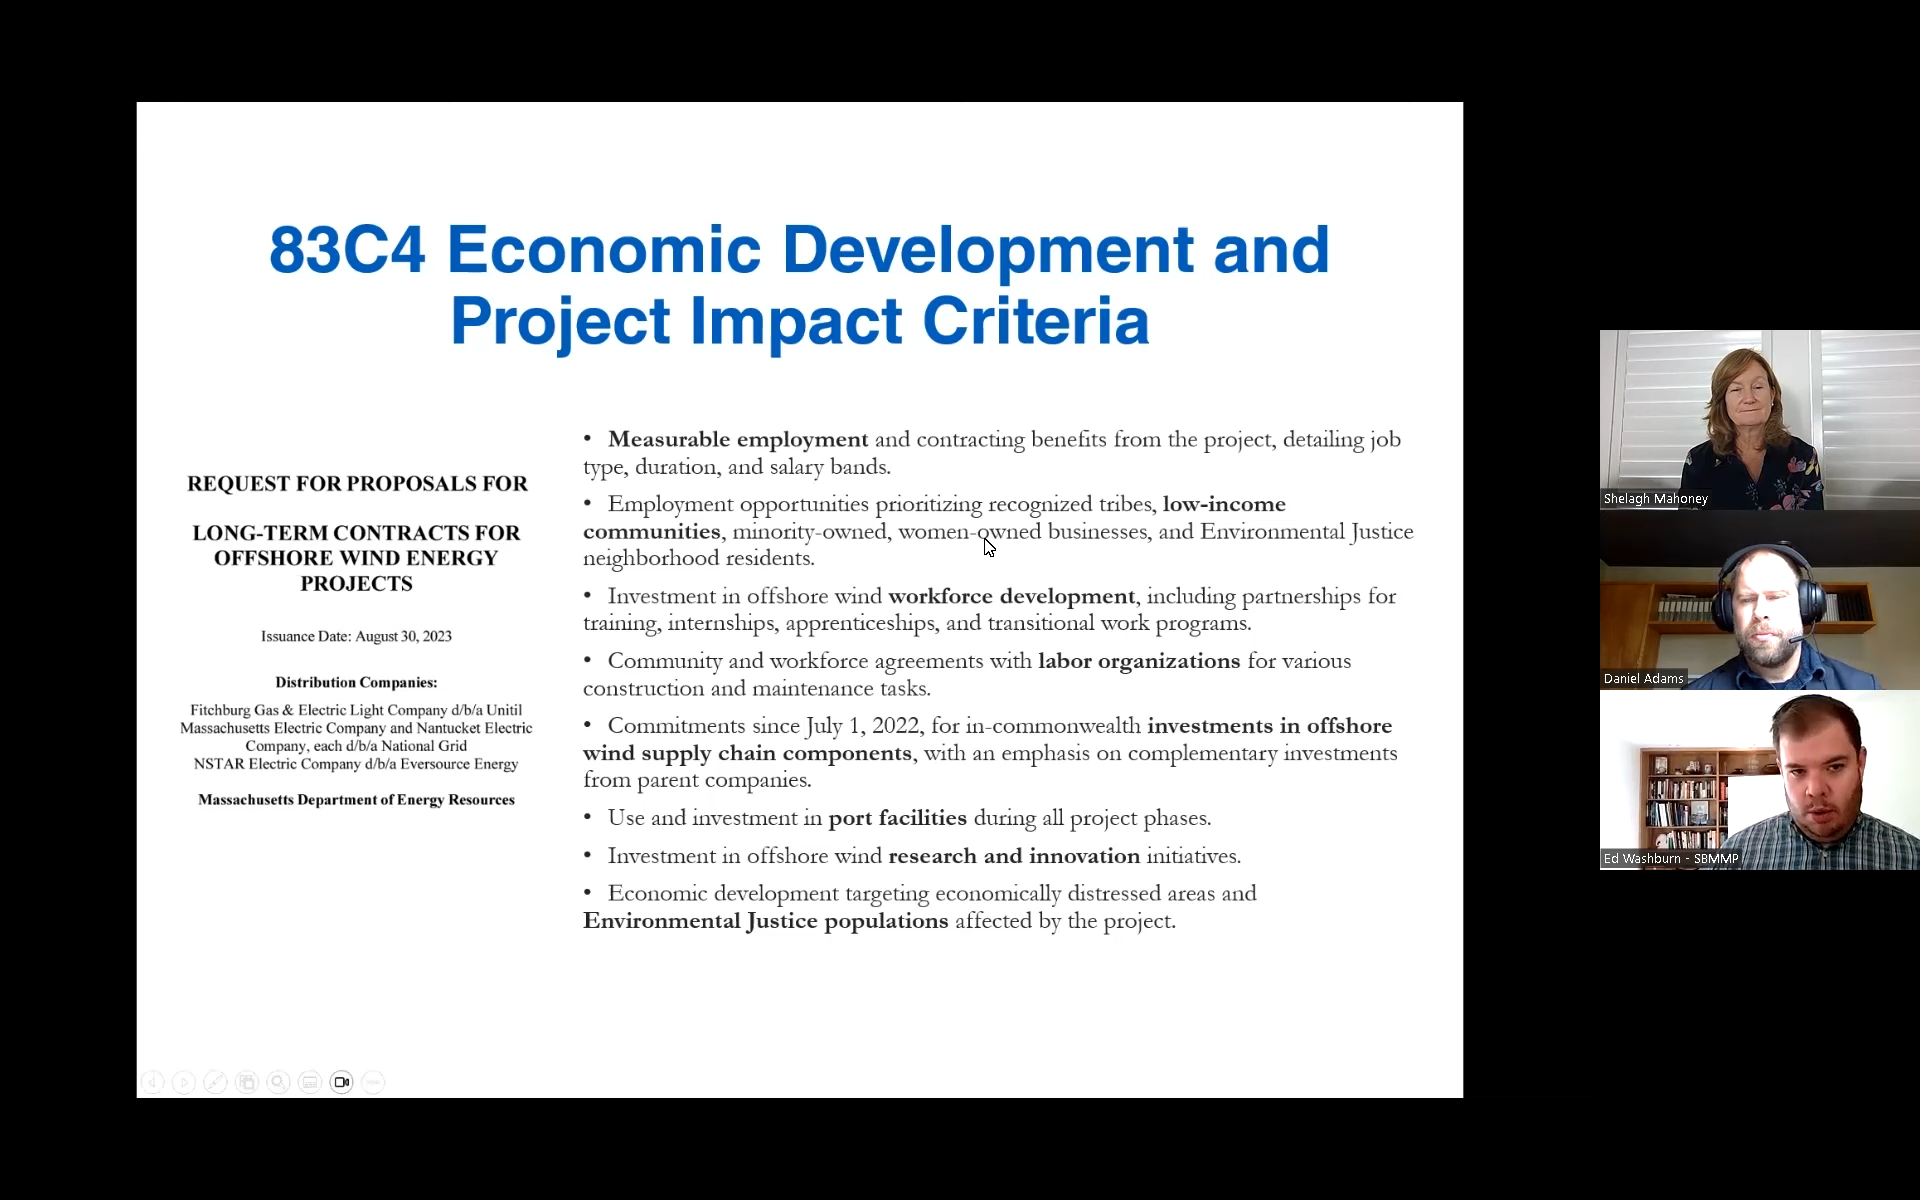 83C4 Economic Development and
Project Impact Criteria
REQUEST FOR PROPOSALS FOR
LONG-TERM CONTRACTS FOR
OFFSHORE WIND ENERGY
PROJECTS
Issuance Date: August 30, 2023
Distribution Companies:
Fitchburg Gas & Electric Light Company d/b/a Unitil
Massachusetts Electric Company and Nantucket Electric
Company, each d/b/a National Grid
NSTAR Electric Company d/b/a Eversource Energy
Massachusetts Department of Energy Resources
• Measurable employment and contracting benefits from the project, detailing job
type, duration, and salary bands.
• Employment opportunities prioritizing recognized tribes, low-income
communities, minority-owned, women-owned businesses, and Environmental Justice
neighborhood residents.
• Investment in offshore wind workforce development, including partnerships for
training, internships, apprenticeships, and transitional work programs.
• Community and workforce agreements with labor organizations for various
construction and maintenance tasks.
• Commitments since July 1, 2022, for in-commonwealth investments in offshore
wind supply chain components, with an emphasis on complementary investments
from parent companies.
• Use and investment in port facilities during all project phases.
• Investment in offshore wind research and innovation initiatives.
• Economic development targeting economically distressed areas and
Environmental Justice populations affected by the project.
Shelagh Mahoney
Daniel Adams
Ed Washburn - SBMMP